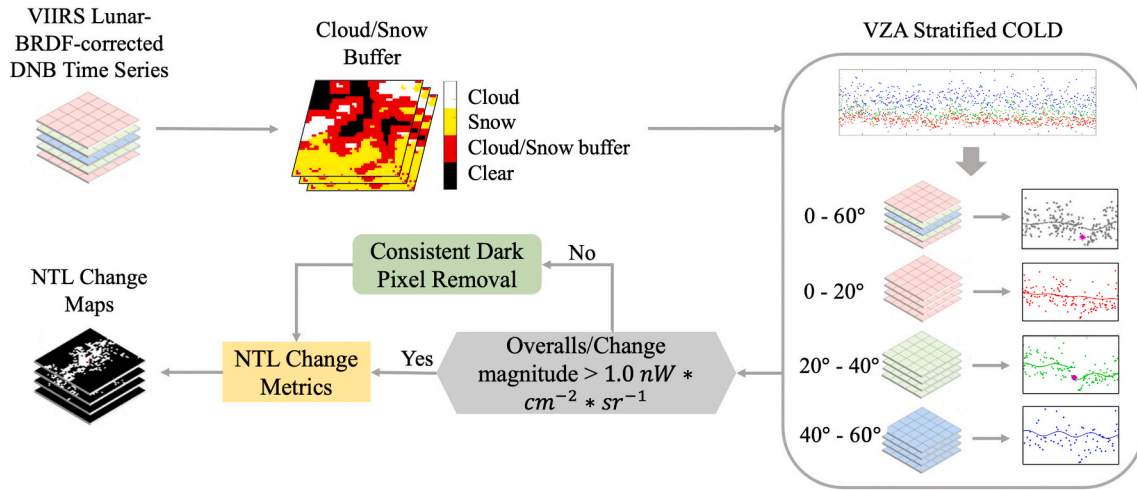 VIIRS Lunar-
BRDF-corrected
DNB Time Series
Cloud/Snow
Buffer
Cloud
Snow
Cloud/Snow buffer
Clear
VZA Stratified COLD
0 - 60°
0 - 20°
20° - 40°
40° - 60°
Overalls/Change
magnitude > 1.0 nW *
cm⁻² * sr⁻¹
No
Consistent Dark
Pixel Removal
Yes
NTL Change
Metrics
NTL Change
Maps